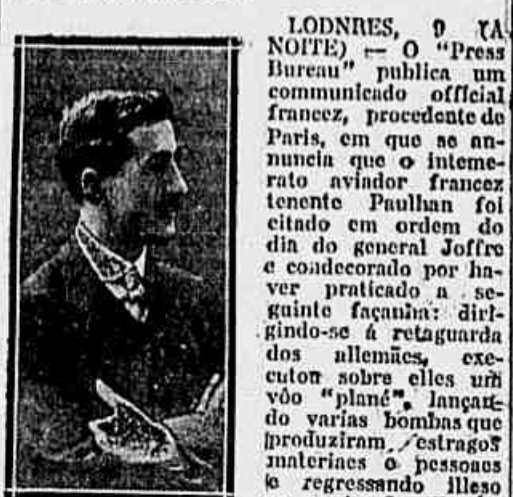 LODNRES, 9 (A
NOITE) — O "Press
Bureau" publica um
communicado official
francez, procedente de
Paris, em que se an-
nuncia que o inteme-
rato aviador francez
tenente Paulhan foi
citado em ordem do
dia do general Joffre
e condecorado por ha-
ver praticado a se-
guinte façanha: diri-
gindo-se á retaguarda
dos allemães, exe-
cutou sobre elles um
vôo "plané", lançan-
do varias bombas que
produziram estragos
materiaes e pessoaes
e regressando illeso